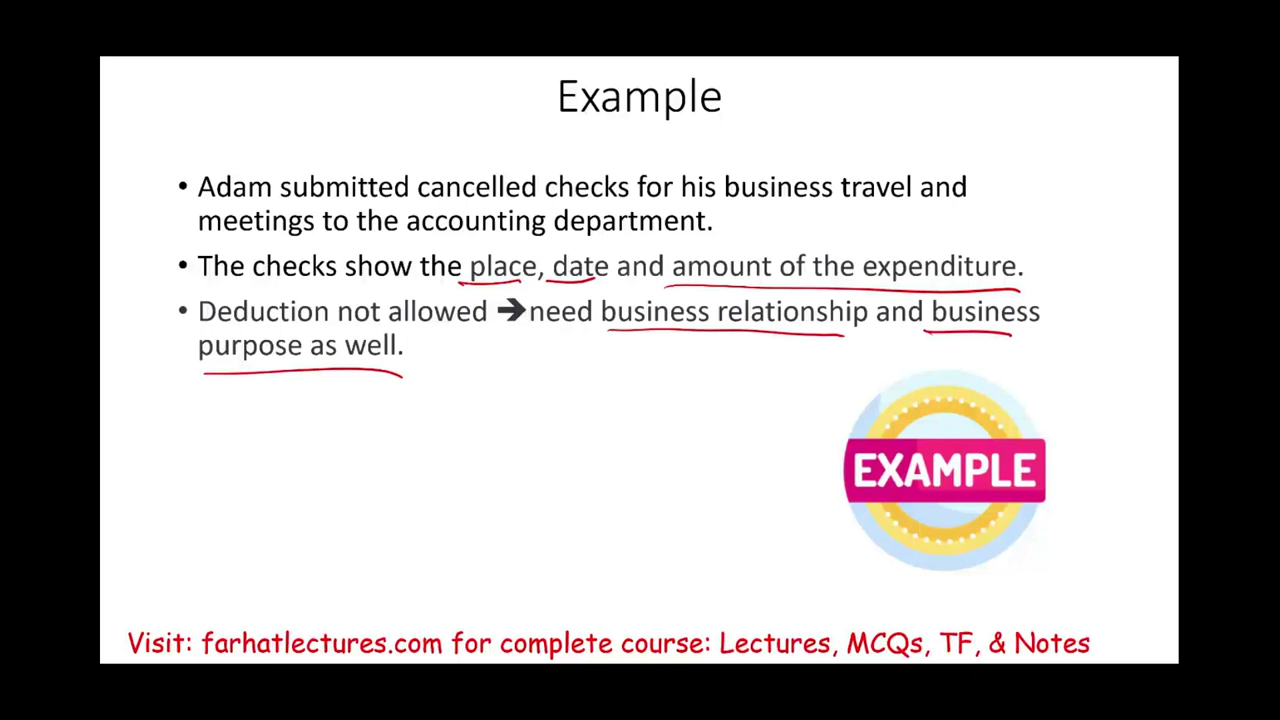 Example
• Adam submitted cancelled checks for his business travel and
meetings to the accounting department.
• The checks show the place, date and amount of the expenditure.
• Deduction not allowed ➔need business relationship and business
purpose as well.
EXAMPLE
Visit: farhatlectures.com for complete course: Lectures, MCQs, TF, & Notes